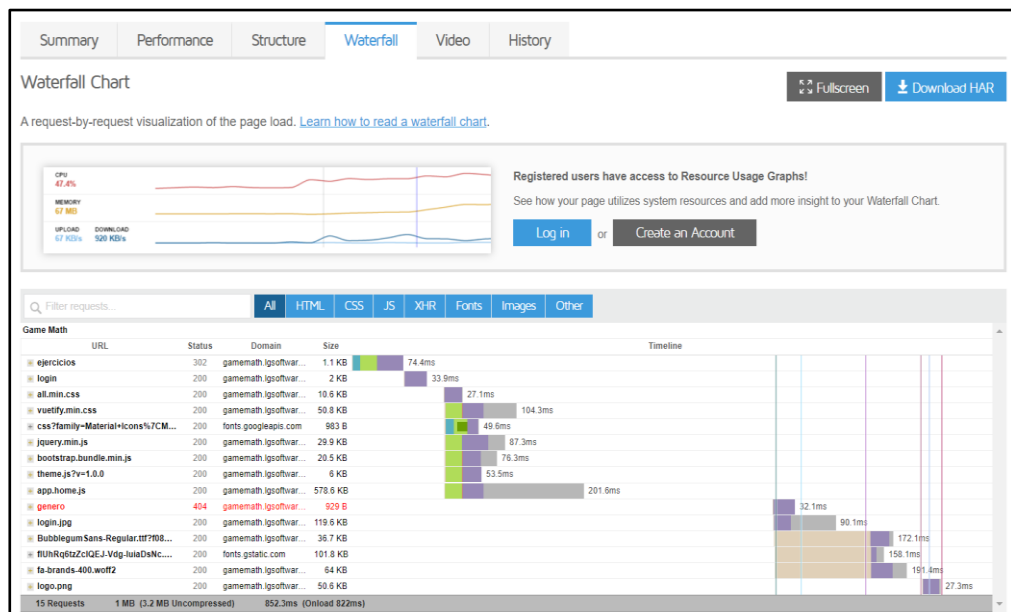 Summary Performance Structure Waterfall Video History
Waterfall Chart
Fullscreen Download HAR
A request-by-request visualization of the page load. Learn how to read a waterfall chart.
CPU
47.4%
MEMORY
67 MB
UPLOAD DOWNLOAD
67 KB/s 920 KB/s
Registered users have access to Resource Usage Graphs!
See how your page utilizes system resources and add more insight to your Waterfall Chart.
Log in or Create an Account
Filter requests... All HTML CSS JS XHR Fonts Images Other
Game Math
URL Status Domain Size Timeline
ejercicios 302 gamemath.lgsoftwar... 1.1 KB 74.4ms
login 200 gamemath.lgsoftwar... 2 KB 33.9ms
all.min.css 200 gamemath.lgsoftwar... 10.6 KB 27.1ms
vuetify.min.css 200 gamemath.lgsoftwar... 50.8 KB 104.3ms
css?family=Material+Icons%7CM... 200 fonts.googleapis.com 983 B 49.6ms
jquery.min.js 200 gamemath.lgsoftwar... 29.9 KB 87.3ms
bootstrap.bundle.min.js 200 gamemath.lgsoftwar... 20.5 KB 76.3ms
theme.js?v=1.0.0 200 gamemath.lgsoftwar... 6 KB 53.5ms
app.home.js 200 gamemath.lgsoftwar... 578.6 KB 201.6ms
genero 404 gamemath.lgsoftwar... 929 B 32.1ms
login.jpg 200 gamemath.lgsoftwar... 119.6 KB 90.1ms
BubblegumSans-Regular.ttf?f08... 200 gamemath.lgsoftwar... 36.7 KB 172.1ms
200 fonts.gstatic.com 101.8 KB 158.1ms
fa-brands-400.woff2 200 gamemath.lgsoftwar... 64 KB 191.4ms
logo.png 200 gamemath.lgsoftwar... 50.6 KB 27.3ms
15 Requests 1 MB (3.2 MB Uncompressed) 852.3ms (Onload 822ms)